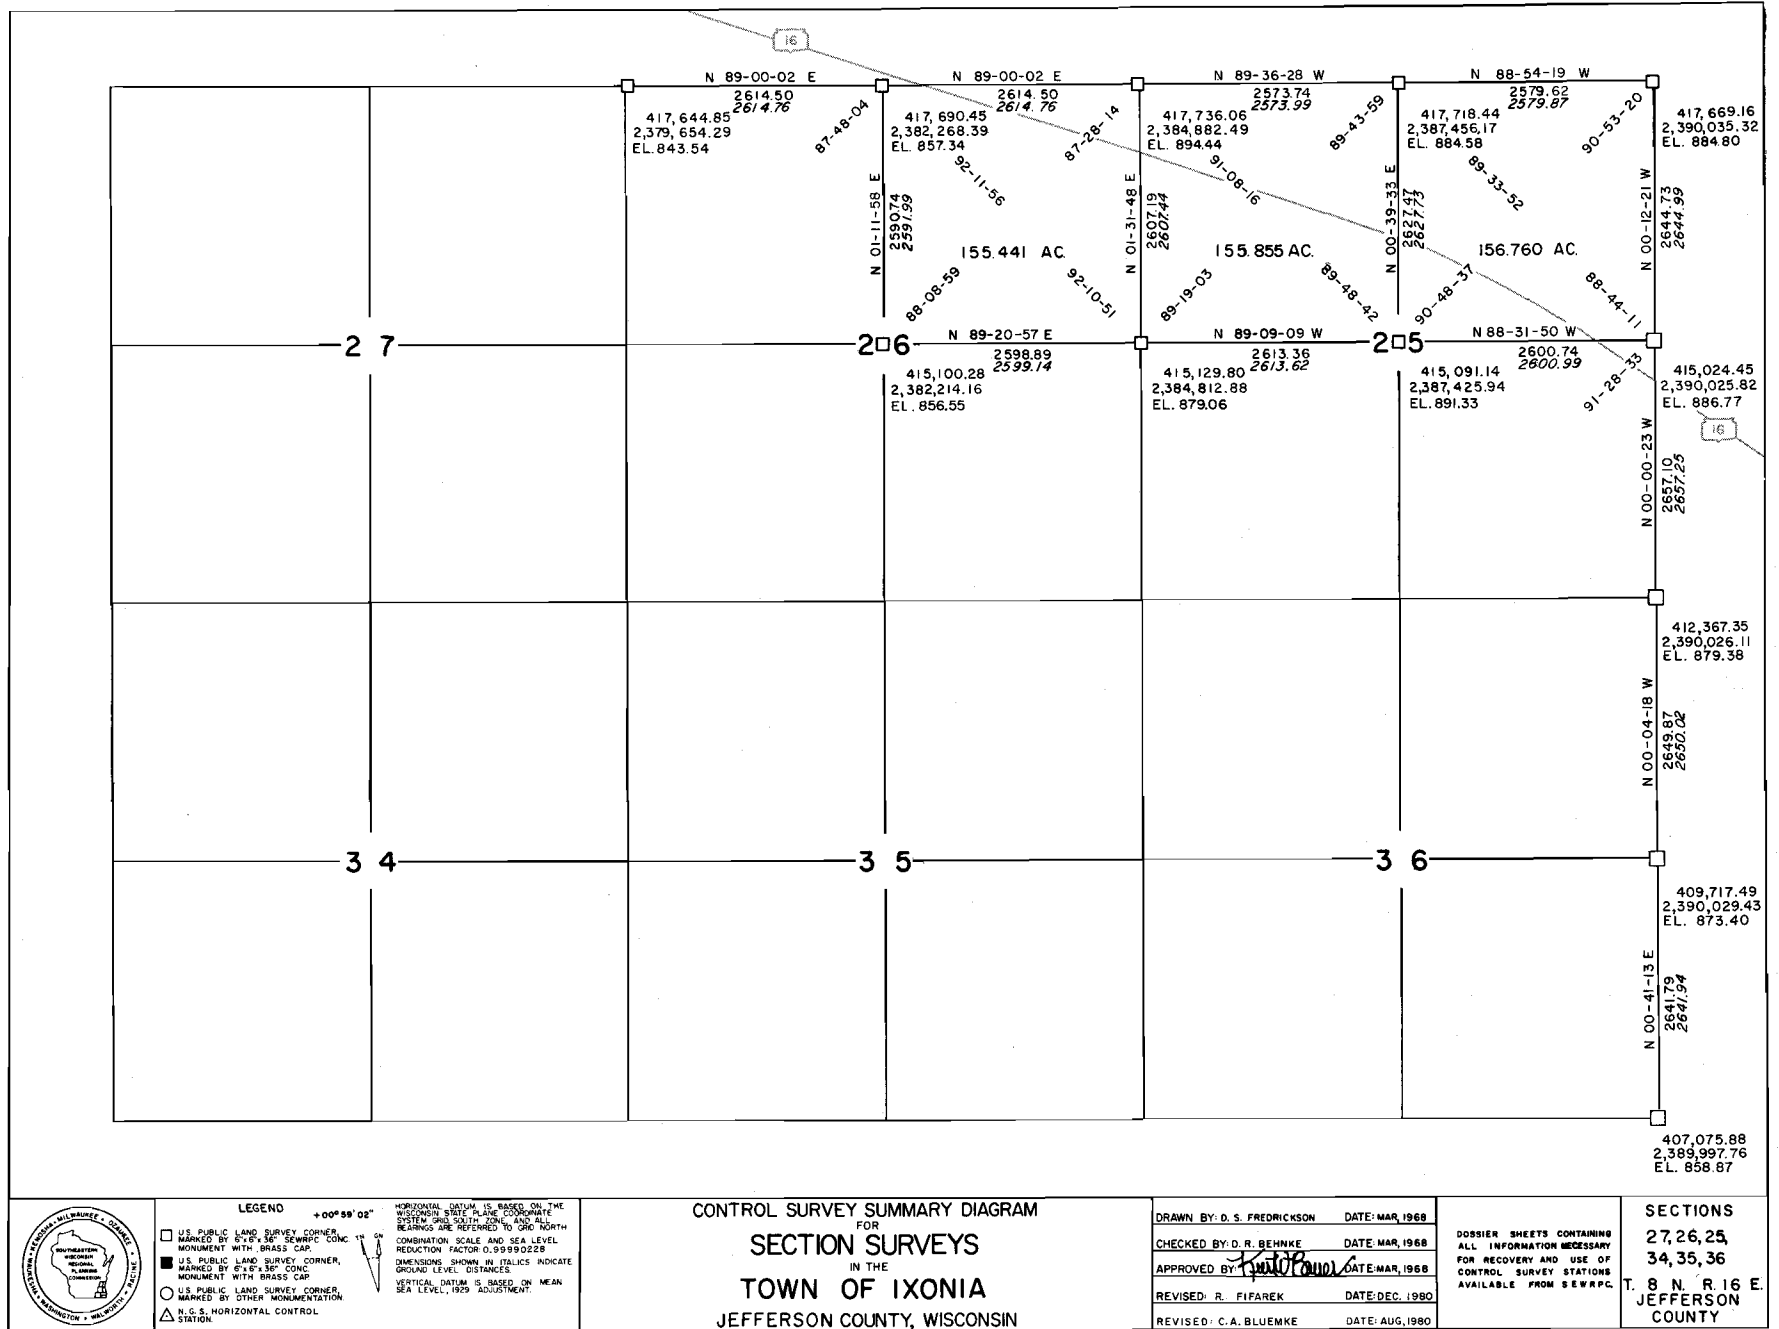 16
N 89-00-02 E
2614.50
2614.76
N 89-00-02 E
2614.50
2614.76
N 89-36-28 W
2573.74
2573.99
N 88-54-19 W
2579.62
2579.87
417,644.85
2,379,654.29
EL. 843.54
87-48-04
417,690.45
2,382,268.39
EL. 857.34
87-28-14
417,736.06
2,384,882.49
EL. 894.44
89-43-59
417,718.44
2,387,456.17
EL. 884.58
90-53-20
417,669.16
2,390,035.32
EL. 884.80
92-11-56
91-08-16
89-33-52
N 01-11-58 E
2590.74
2591.99
N 01-31-48 E
2607.19
2607.44
N 00-39-33 E
2627.47
2627.73
N 00-12-21 W
2644.73
2644.99
155.441 AC.
155.855 AC.
156.760 AC.
88-08-59
92-10-51
89-19-03
89-48-42
90-48-37
88-44-11
27
26
25
N 89-20-57 E
2598.89
2599.14
N 89-09-09 W
2613.36
2613.62
N 88-31-50 W
2600.74
2600.99
415,100.28
2,382,214.16
EL. 856.55
415,129.80
2,384,812.88
EL. 879.06
415,091.14
2,387,425.94
EL. 891.33
91-28-33
415,024.45
2,390,025.82
EL. 886.77
16
N 00-00-23 W
2657.10
2657.25
412,367.35
2,390,026.11
EL. 879.38
N 00-04-18 W
2649.87
2650.02
34
35
36
409,717.49
2,390,029.43
EL. 873.40
N 00-41-13 E
2641.79
2641.94
407,075.88
2,389,997.76
EL. 858.87
SOUTHEASTERN
WISCONSIN
REGIONAL
PLANNING
COMMISSION
KENOSHA • MILWAUKEE • OZAUKEE • RACINE • WALWORTH • WASHINGTON • WAUKESHA
LEGEND
U.S. PUBLIC LAND SURVEY CORNER,
MARKED BY 6"x6"x36" SEWRPC CONC.
MONUMENT WITH BRASS CAP.
U.S. PUBLIC LAND SURVEY CORNER,
MARKED BY 6"x6"x36" CONC.
MONUMENT WITH BRASS CAP
U.S. PUBLIC LAND SURVEY CORNER,
MARKED BY OTHER MONUMENTATION.
N.G.S. HORIZONTAL CONTROL
STATION.
+00°59'02"
TN GN
HORIZONTAL DATUM IS BASED ON THE
WISCONSIN STATE PLANE COORDINATE
SYSTEM GRID, SOUTH ZONE, AND ALL
BEARINGS ARE REFERRED TO GRID NORTH
COMBINATION SCALE AND SEA LEVEL
REDUCTION FACTOR: 0.99990228
DIMENSIONS SHOWN IN ITALICS INDICATE
GROUND LEVEL DISTANCES.
VERTICAL DATUM IS BASED ON MEAN
SEA LEVEL, 1929 ADJUSTMENT.
CONTROL SURVEY SUMMARY DIAGRAM
FOR
SECTION SURVEYS
IN THE
TOWN OF IXONIA
JEFFERSON COUNTY, WISCONSIN
DRAWN BY: D. S. FREDRICKSON DATE: MAR, 1968
CHECKED BY: D. R. BEHNKE DATE: MAR, 1968
APPROVED BY: Kurt W Bauer DATE: MAR, 1968
REVISED: R. FIFAREK DATE: DEC. 1980
REVISED: C.A. BLUEMKE DATE: AUG, 1980
DOSSIER SHEETS CONTAINING
ALL INFORMATION NECESSARY
FOR RECOVERY AND USE OF
CONTROL SURVEY STATIONS
AVAILABLE FROM SEWRPC.
SECTIONS
27,26,25,
34,35,36
T. 8 N. R.16 E.
JEFFERSON
COUNTY